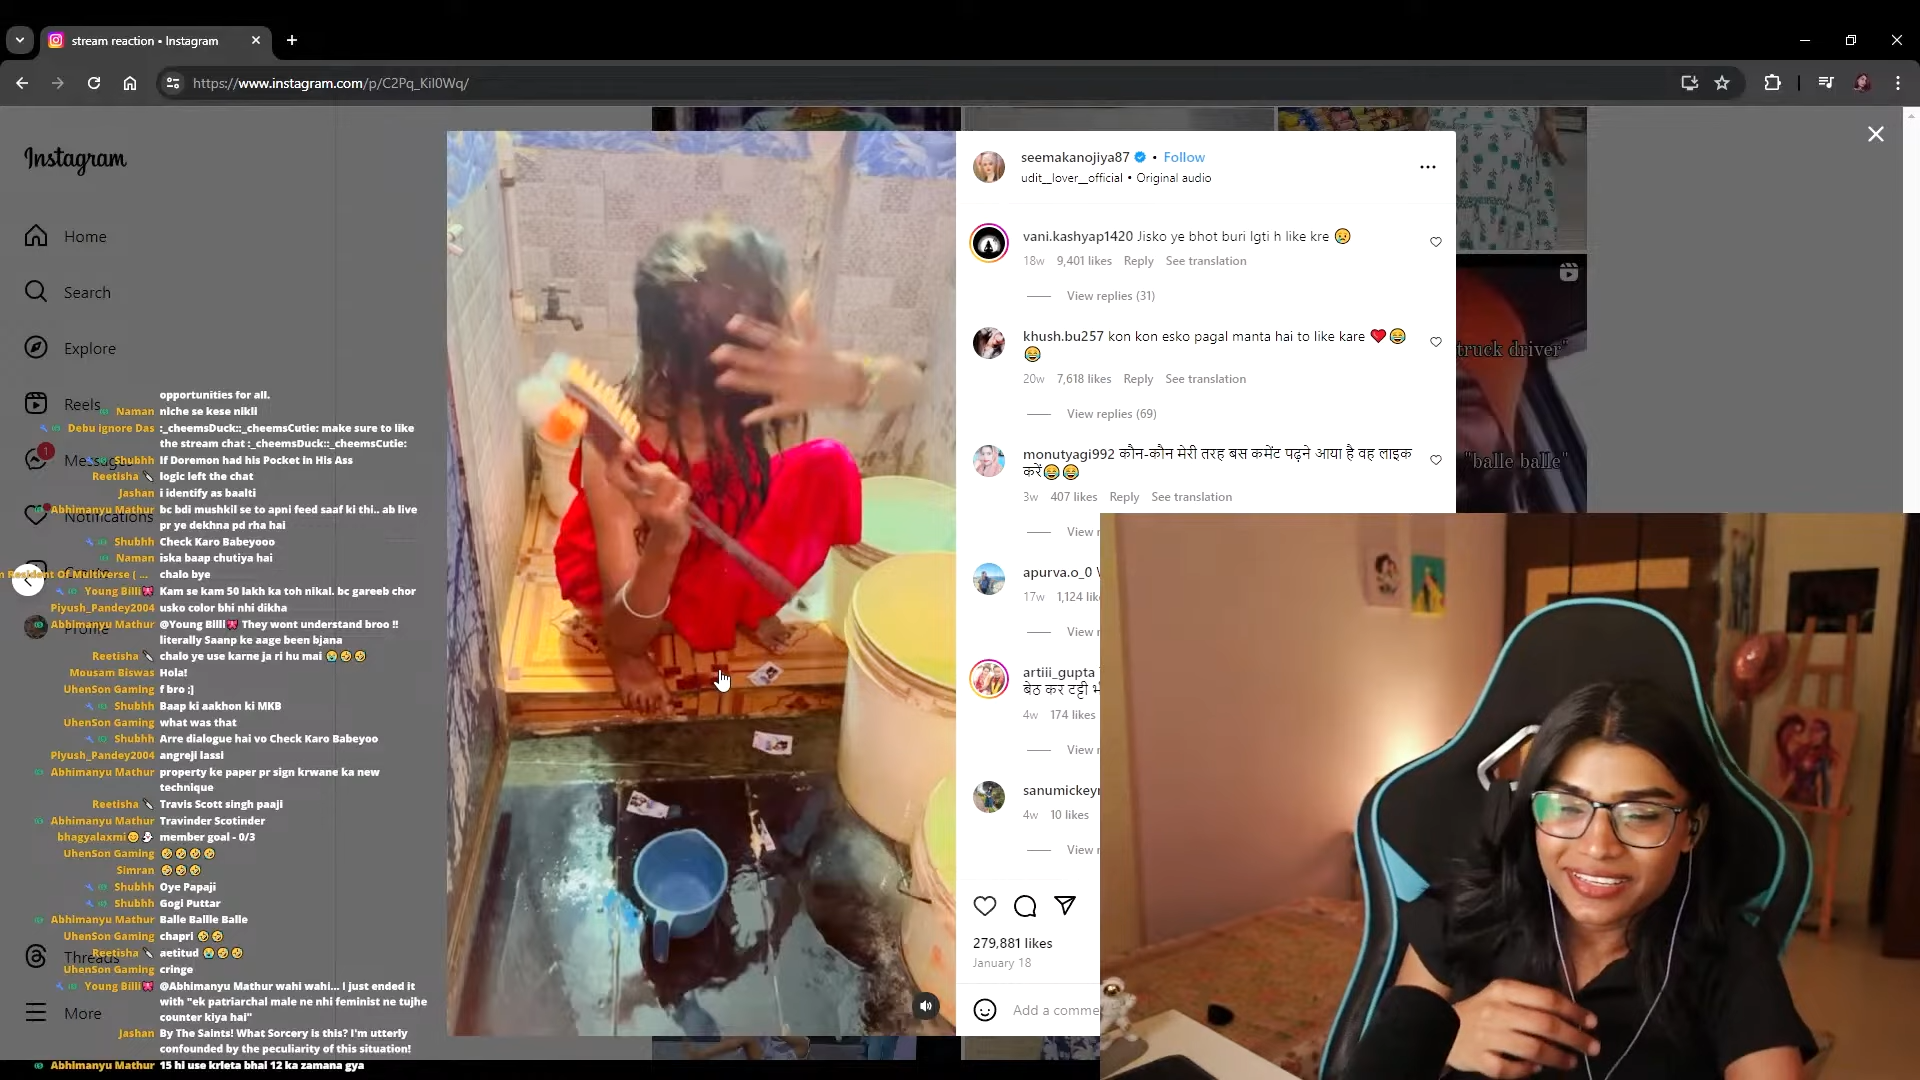 stream reaction • Instagram
https://www.instagram.com/p/C2Pq_Kil0Wq/
Instagram
Home
Search
Explore
Reels
Messages
1
Notifications
Profile
Threads
More
opportunities for all.
Naman niche se kese nikli
Debu ignore Das :_cheemsDuck::_cheemsCutie: make sure to like
the stream chat :_cheemsDuck::_cheemsCutie:
Shubhh If Doremon had his Pocket in His Ass
Reetisha logic left the chat
Jashan i identify as baalti
Abhimanyu Mathur bc bdi mushkil se to apni feed saaf ki thi.. ab live
pr ye dekhna pd rha hai
Shubhh Check Karo Babeyooo
Naman iska baap chutiya hai
Resident Of Multiverse ( ... chalo bye
Young Billi🎀 Kam se kam 50 lakh ka toh nikal. bc gareeb chor
Piyush_Pandey2004 usko color bhi nhi dikha
Abhimanyu Mathur @Young Billi🎀 They wont understand broo !!
literally Saanp ke aage been bjana
Reetisha chalo ye use karne ja ri hu mai 😭🤣🤣
Mousam Biswas Hola!
UhenSon Gaming f bro ;]
Shubhh Baap ki aakhon ki MKB
UhenSon Gaming what was that
Shubhh Arre dialogue hai vo Check Karo Babeyoo
Piyush_Pandey2004 angreji lassi
Abhimanyu Mathur property ke paper pr sign krwane ka new
technique
Reetisha Travis Scott singh paaji
Abhimanyu Mathur Travinder Scotinder
bhagyalaxmi😊👻 member goal - 0/3
UhenSon Gaming 🤣🤣🤣🤣
Simran 🤣🤣🤣
Shubhh Oye Papaji
Shubhh Gogi Puttar
Abhimanyu Mathur Balle Ballle Balle
UhenSon Gaming chapri 🤣🤣
Reetisha aetitud 😭🤣🤣
UhenSon Gaming cringe
Young Billi🎀 @Abhimanyu Mathur wahi wahi... I just ended it
with "ek patriarchal male ne nhi feminist ne tujhe
counter kiya hai"
Jashan By The Saints! What Sorcery is this? I'm utterly
confounded by the peculiarity of this situation!
Abhimanyu Mathur 15 hi use krleta bhai 12 ka zamana gya
seemakanojiya87 • Follow
udit__lover__official • Original audio
vani.kashyap1420 Jisko ye bhot buri lgti h like kre 😢
18w 9,401 likes Reply See translation
View replies (31)
khush.bu257 kon kon esko pagal manta hai to like kare ❤️😂
😂
20w 7,618 likes Reply See translation
View replies (69)
monutyagi992 कौन-कौन मेरी तरह बस कमेंट पढ़ने आया है वह लाइक
करें😂😂
3w 407 likes Reply See translation
View
apurva.o_0
17w 1,124
View
artiii_gupta
बेठ कर टट्टी
4w 174 likes
View
4w 10 likes
View
279,881 likes
January 18
Add a comme
truck driver"
"balle balle"